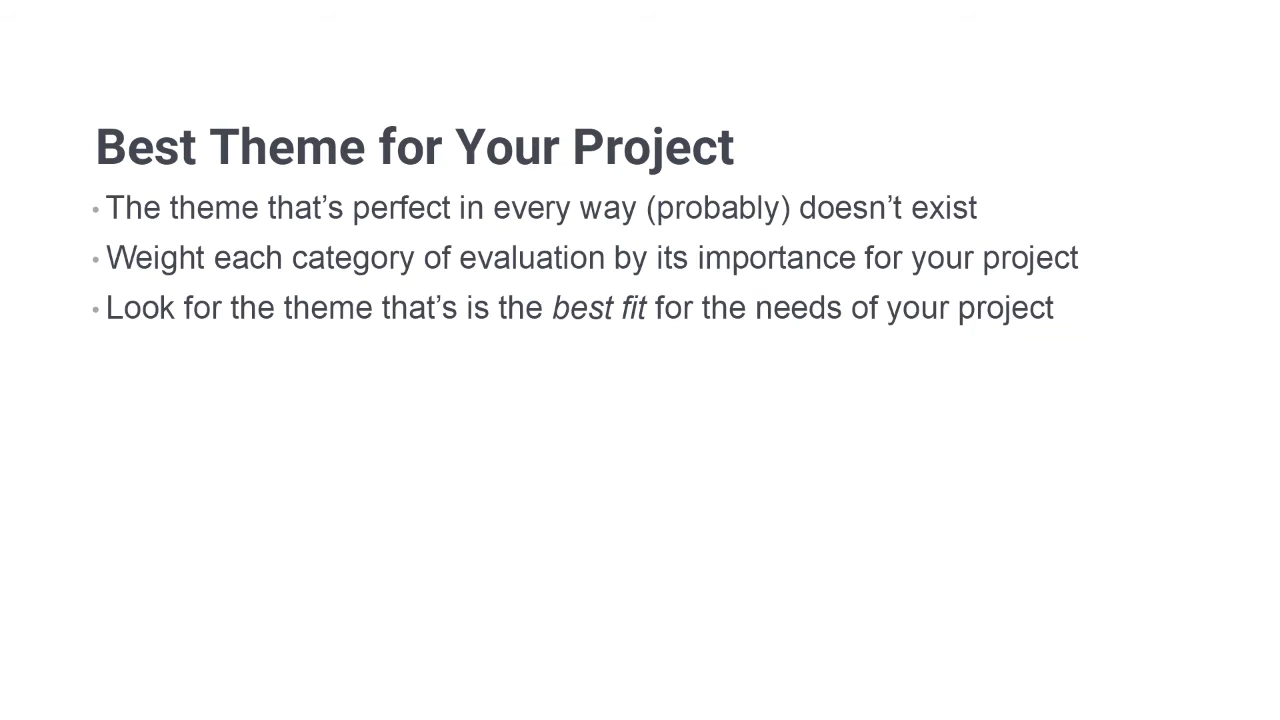 Best Theme for Your Project
• The theme that’s perfect in every way (probably) doesn’t exist
• Weight each category of evaluation by its importance for your project
• Look for the theme that’s is the best fit for the needs of your project